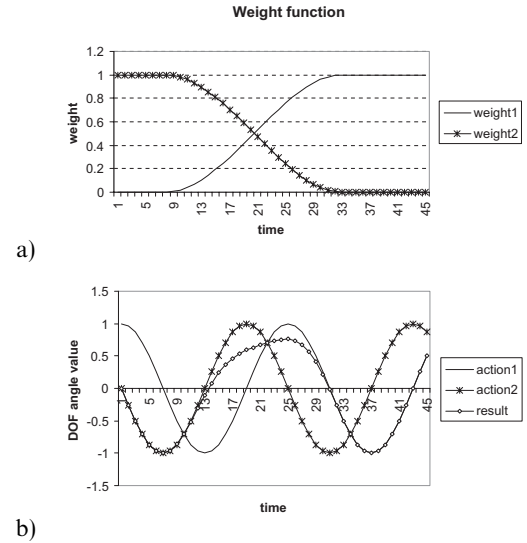 Weight function
1.2
1
0.8
0.6
0.4
0.2
0
weight
1 5 9 13 17 21 25 29 33 37 41 45
time
weight1
weight2
a)
1.5
1
0.5
0
-0.5
-1
-1.5
DOF angle value
1 5 9 13 17 21 25 29 33 37 41 45
time
action1
action2
result
b)